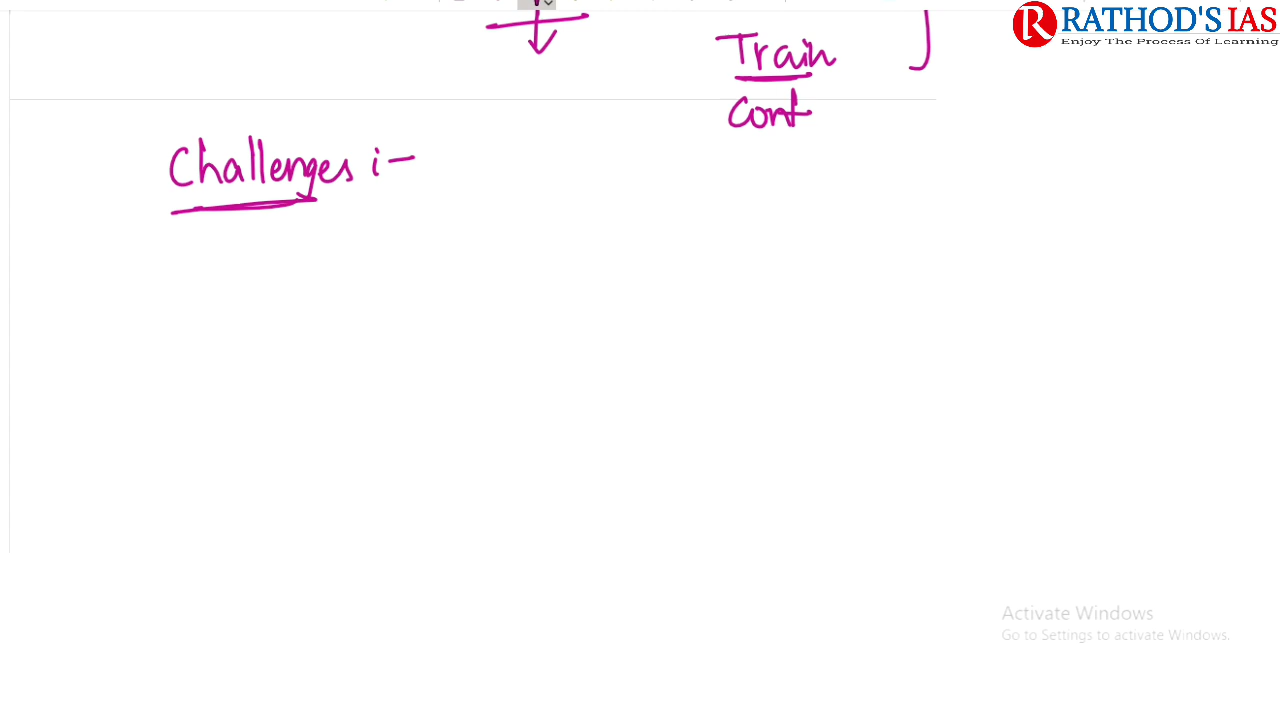 RATHOD'S IAS
Enjoy The Process Of Learning
Train
Cont
Challenges :-
Activate Windows
Go to Settings to activate Windows.